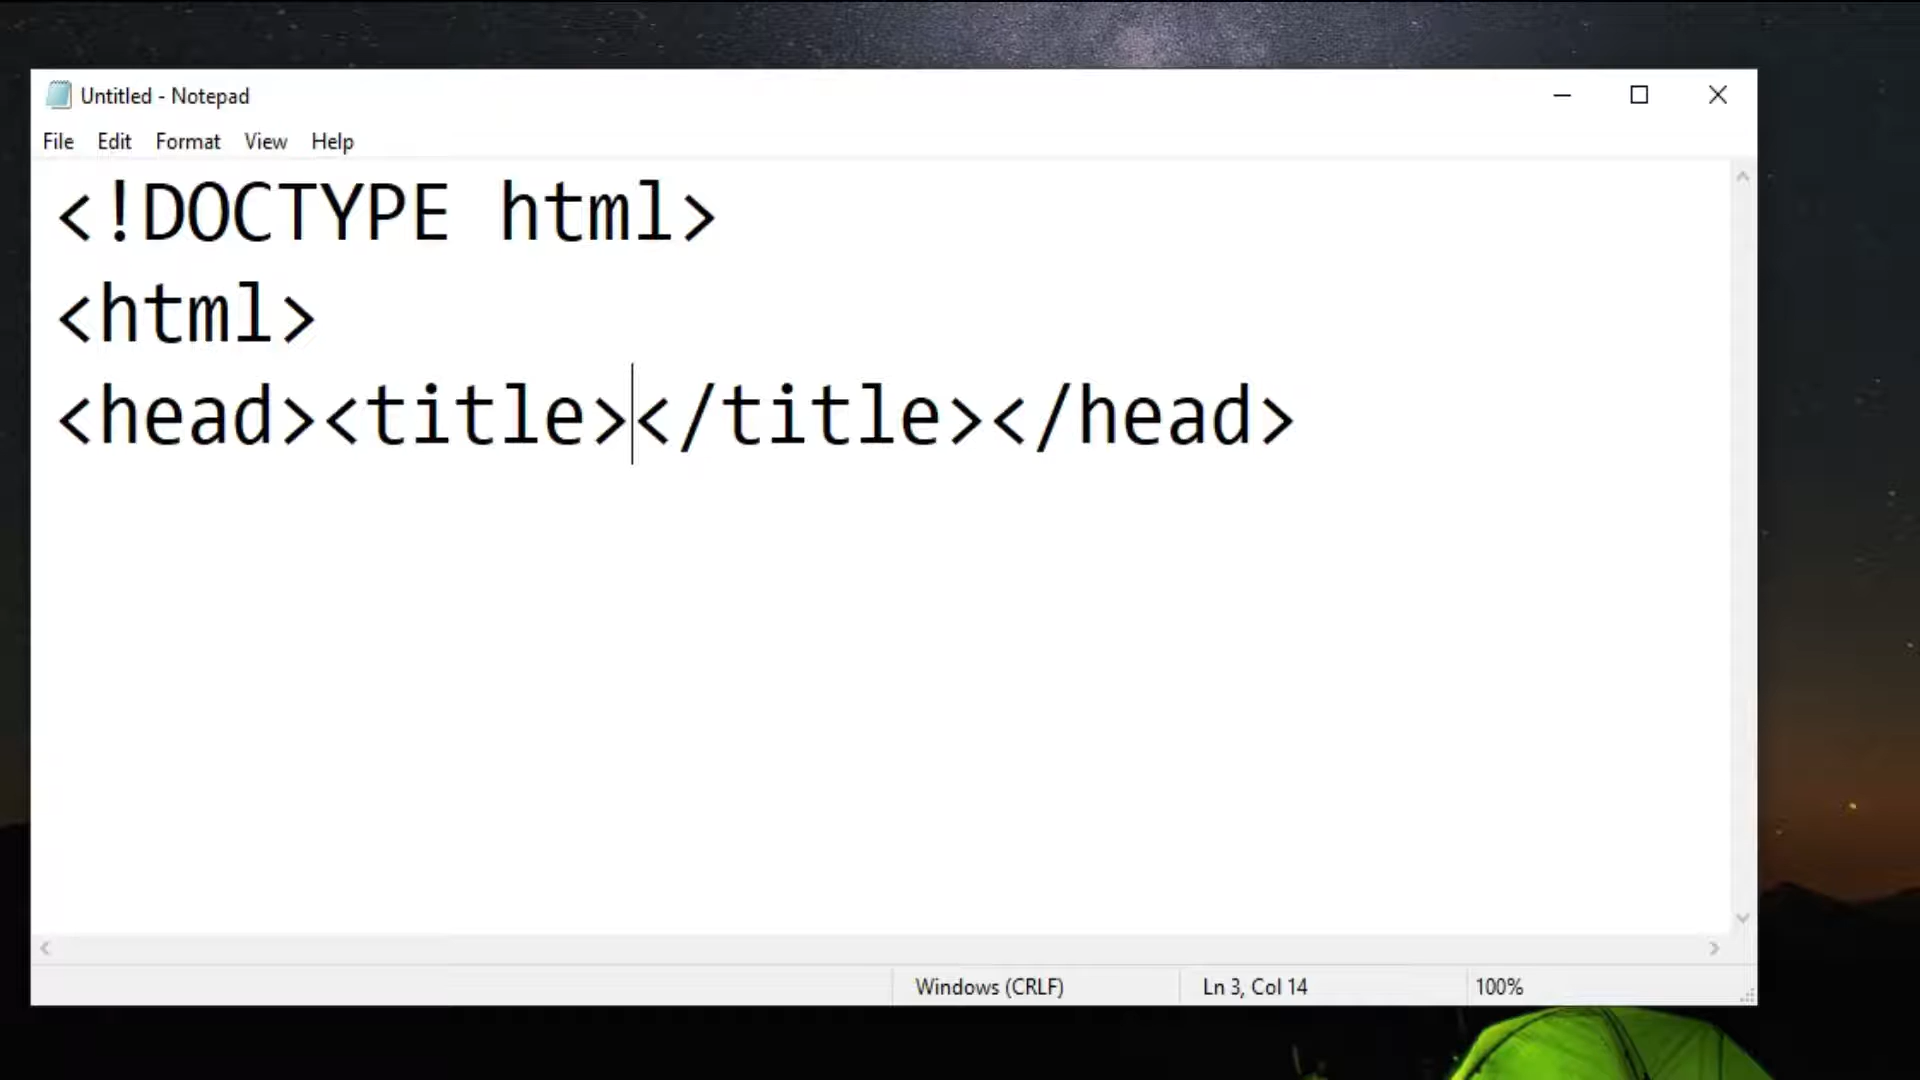 Untitled - Notepad
File Edit Format View Help
<!DOCTYPE html>
<html>
<head><title></title></head>
Windows (CRLF) Ln 3, Col 14 100%